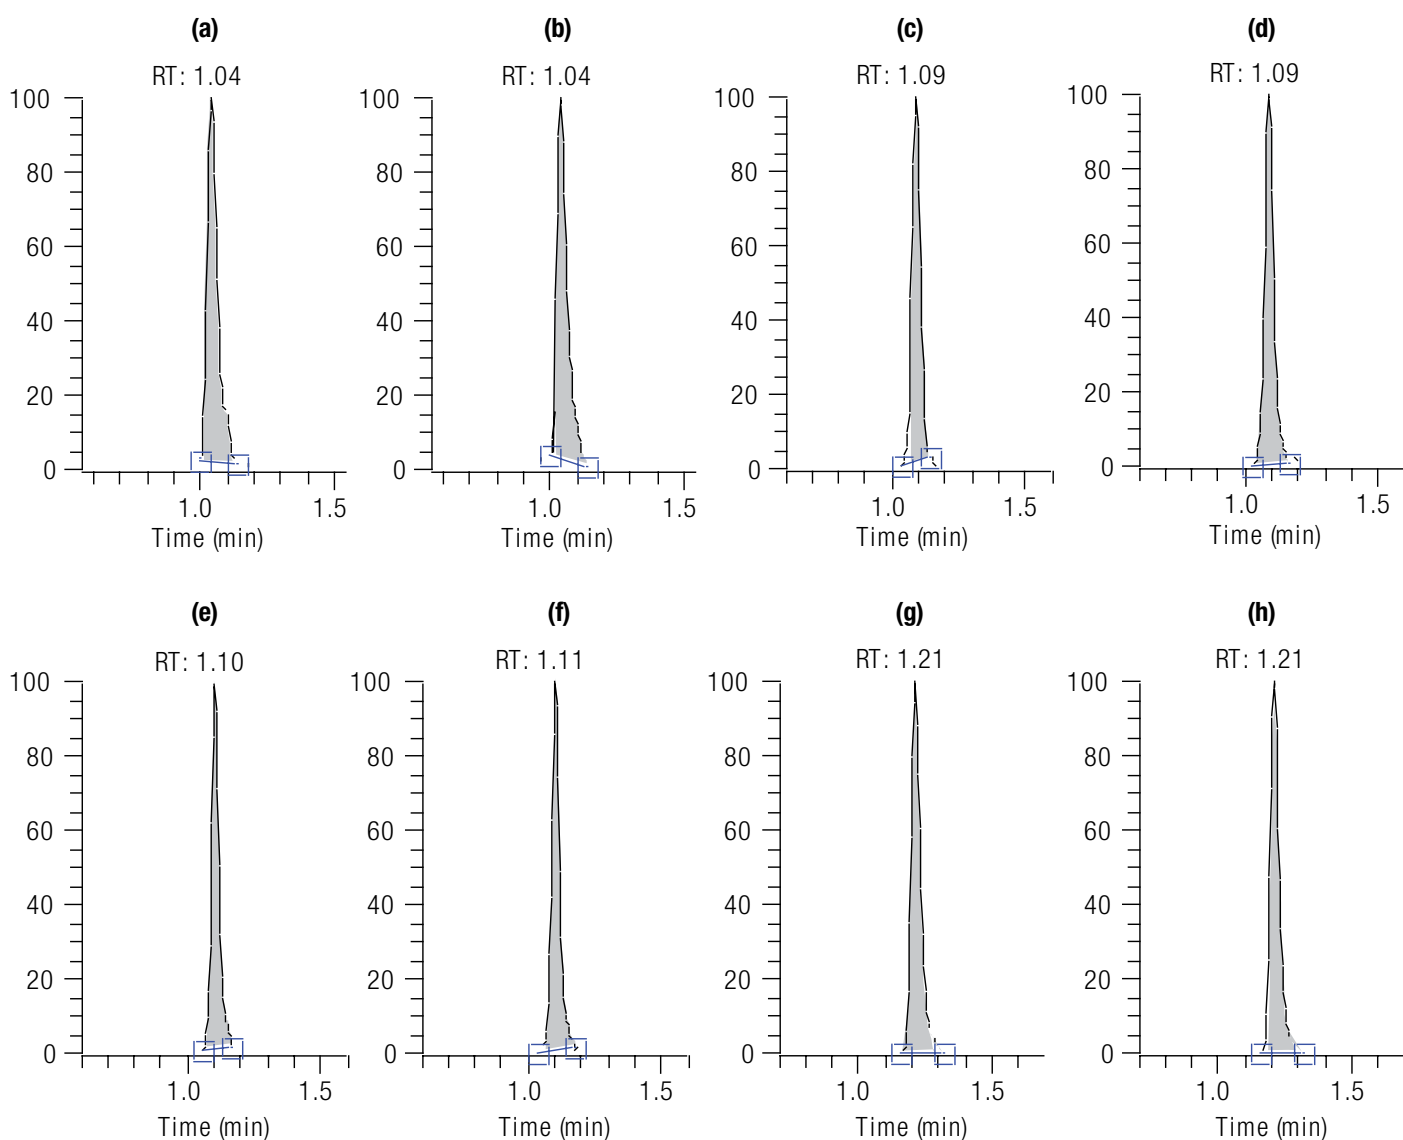 (a) (b) (c) (d)
RT: 1.04 RT: 1.04 RT: 1.09 RT: 1.09
100 100 100 100
80 80 80 80
60 60 60 60
40 40 40 40
20 20 20 20
0 0 0 0
1.0 1.5 1.0 1.5 1.0 1.5 1.0 1.5
Time (min) Time (min) Time (min) Time (min)
(e) (f) (g) (h)
RT: 1.10 RT: 1.11 RT: 1.21 RT: 1.21
100 100 100 100
80 80 80 80
60 60 60 60
40 40 40 40
20 20 20 20
0 0 0 0
1.0 1.5 1.0 1.5 1.0 1.5 1.0 1.5
Time (min) Time (min) Time (min) Time (min)